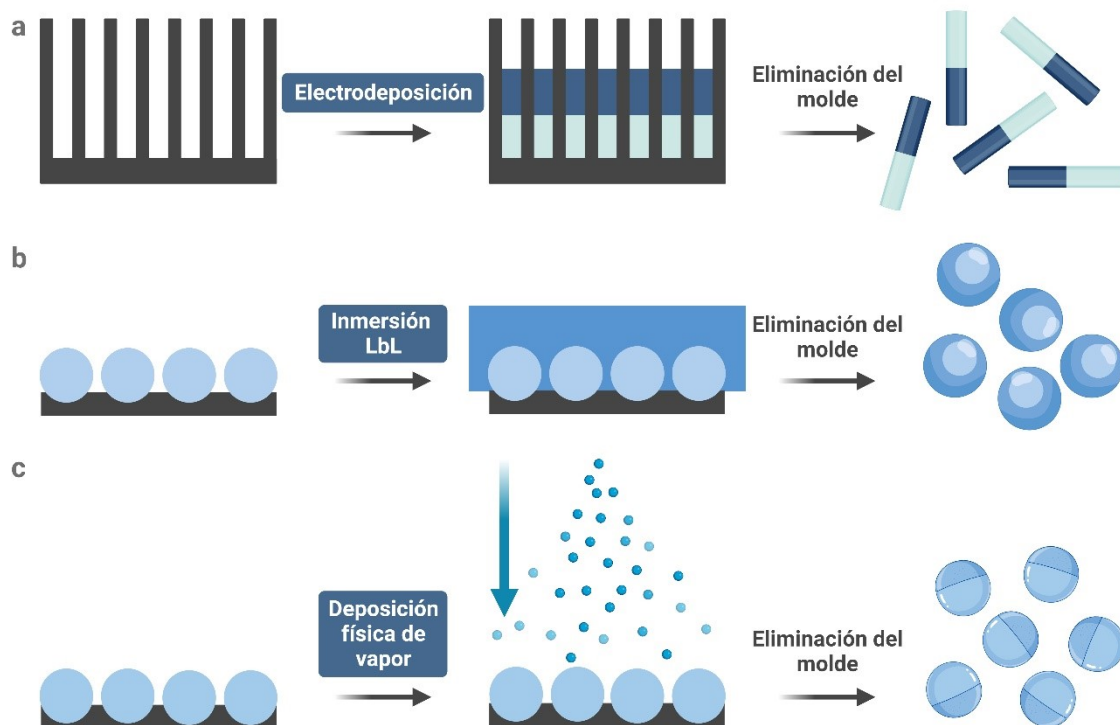 a
Electrodeposición
Eliminación del
molde
b
Inmersión
LbL
Eliminación del
molde
c
Deposición
física de
vapor
Eliminación del
molde